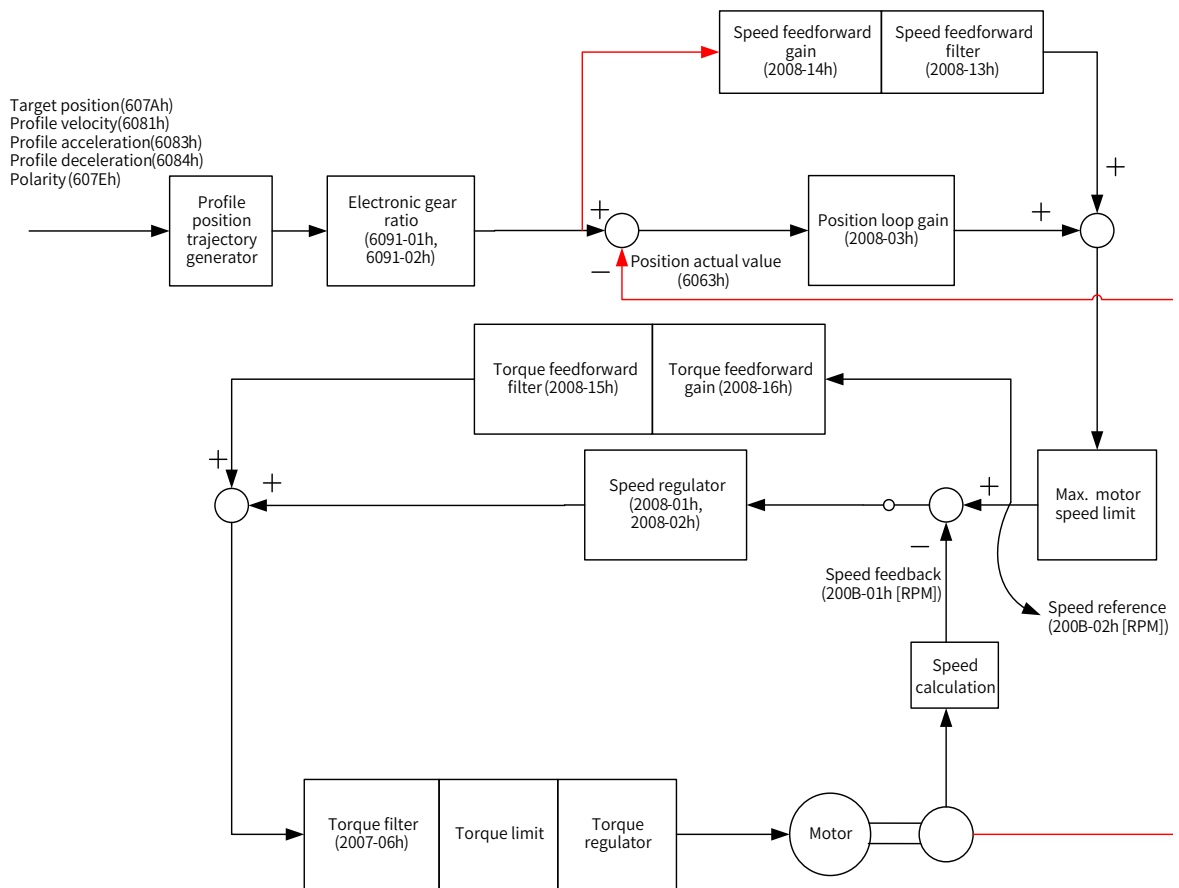 Speed feedforward
gain
(2008-14h)
Speed feedforward
filter
(2008-13h)
Target position(607Ah)
Profile velocity(6081h)
Profile acceleration(6083h)
Profile deceleration(6084h)
Polarity (607Eh)
Profile
position
trajectory
generator
Electronic gear
ratio
(6091-01h,
6091-02h)
+
−
Position actual value
(6063h)
Position loop gain
(2008-03h)
+
+
Torque feedforward
filter (2008-15h)
Torque feedforward
gain (2008-16h)
+
+
Speed regulator
(2008-01h,
2008-02h)
+
−
Max. motor
speed limit
Speed feedback
(200B-01h [RPM])
Speed reference
(200B-02h [RPM])
Speed
calculation
Torque filter
(2007-06h)
Torque limit
Torque
regulator
Motor